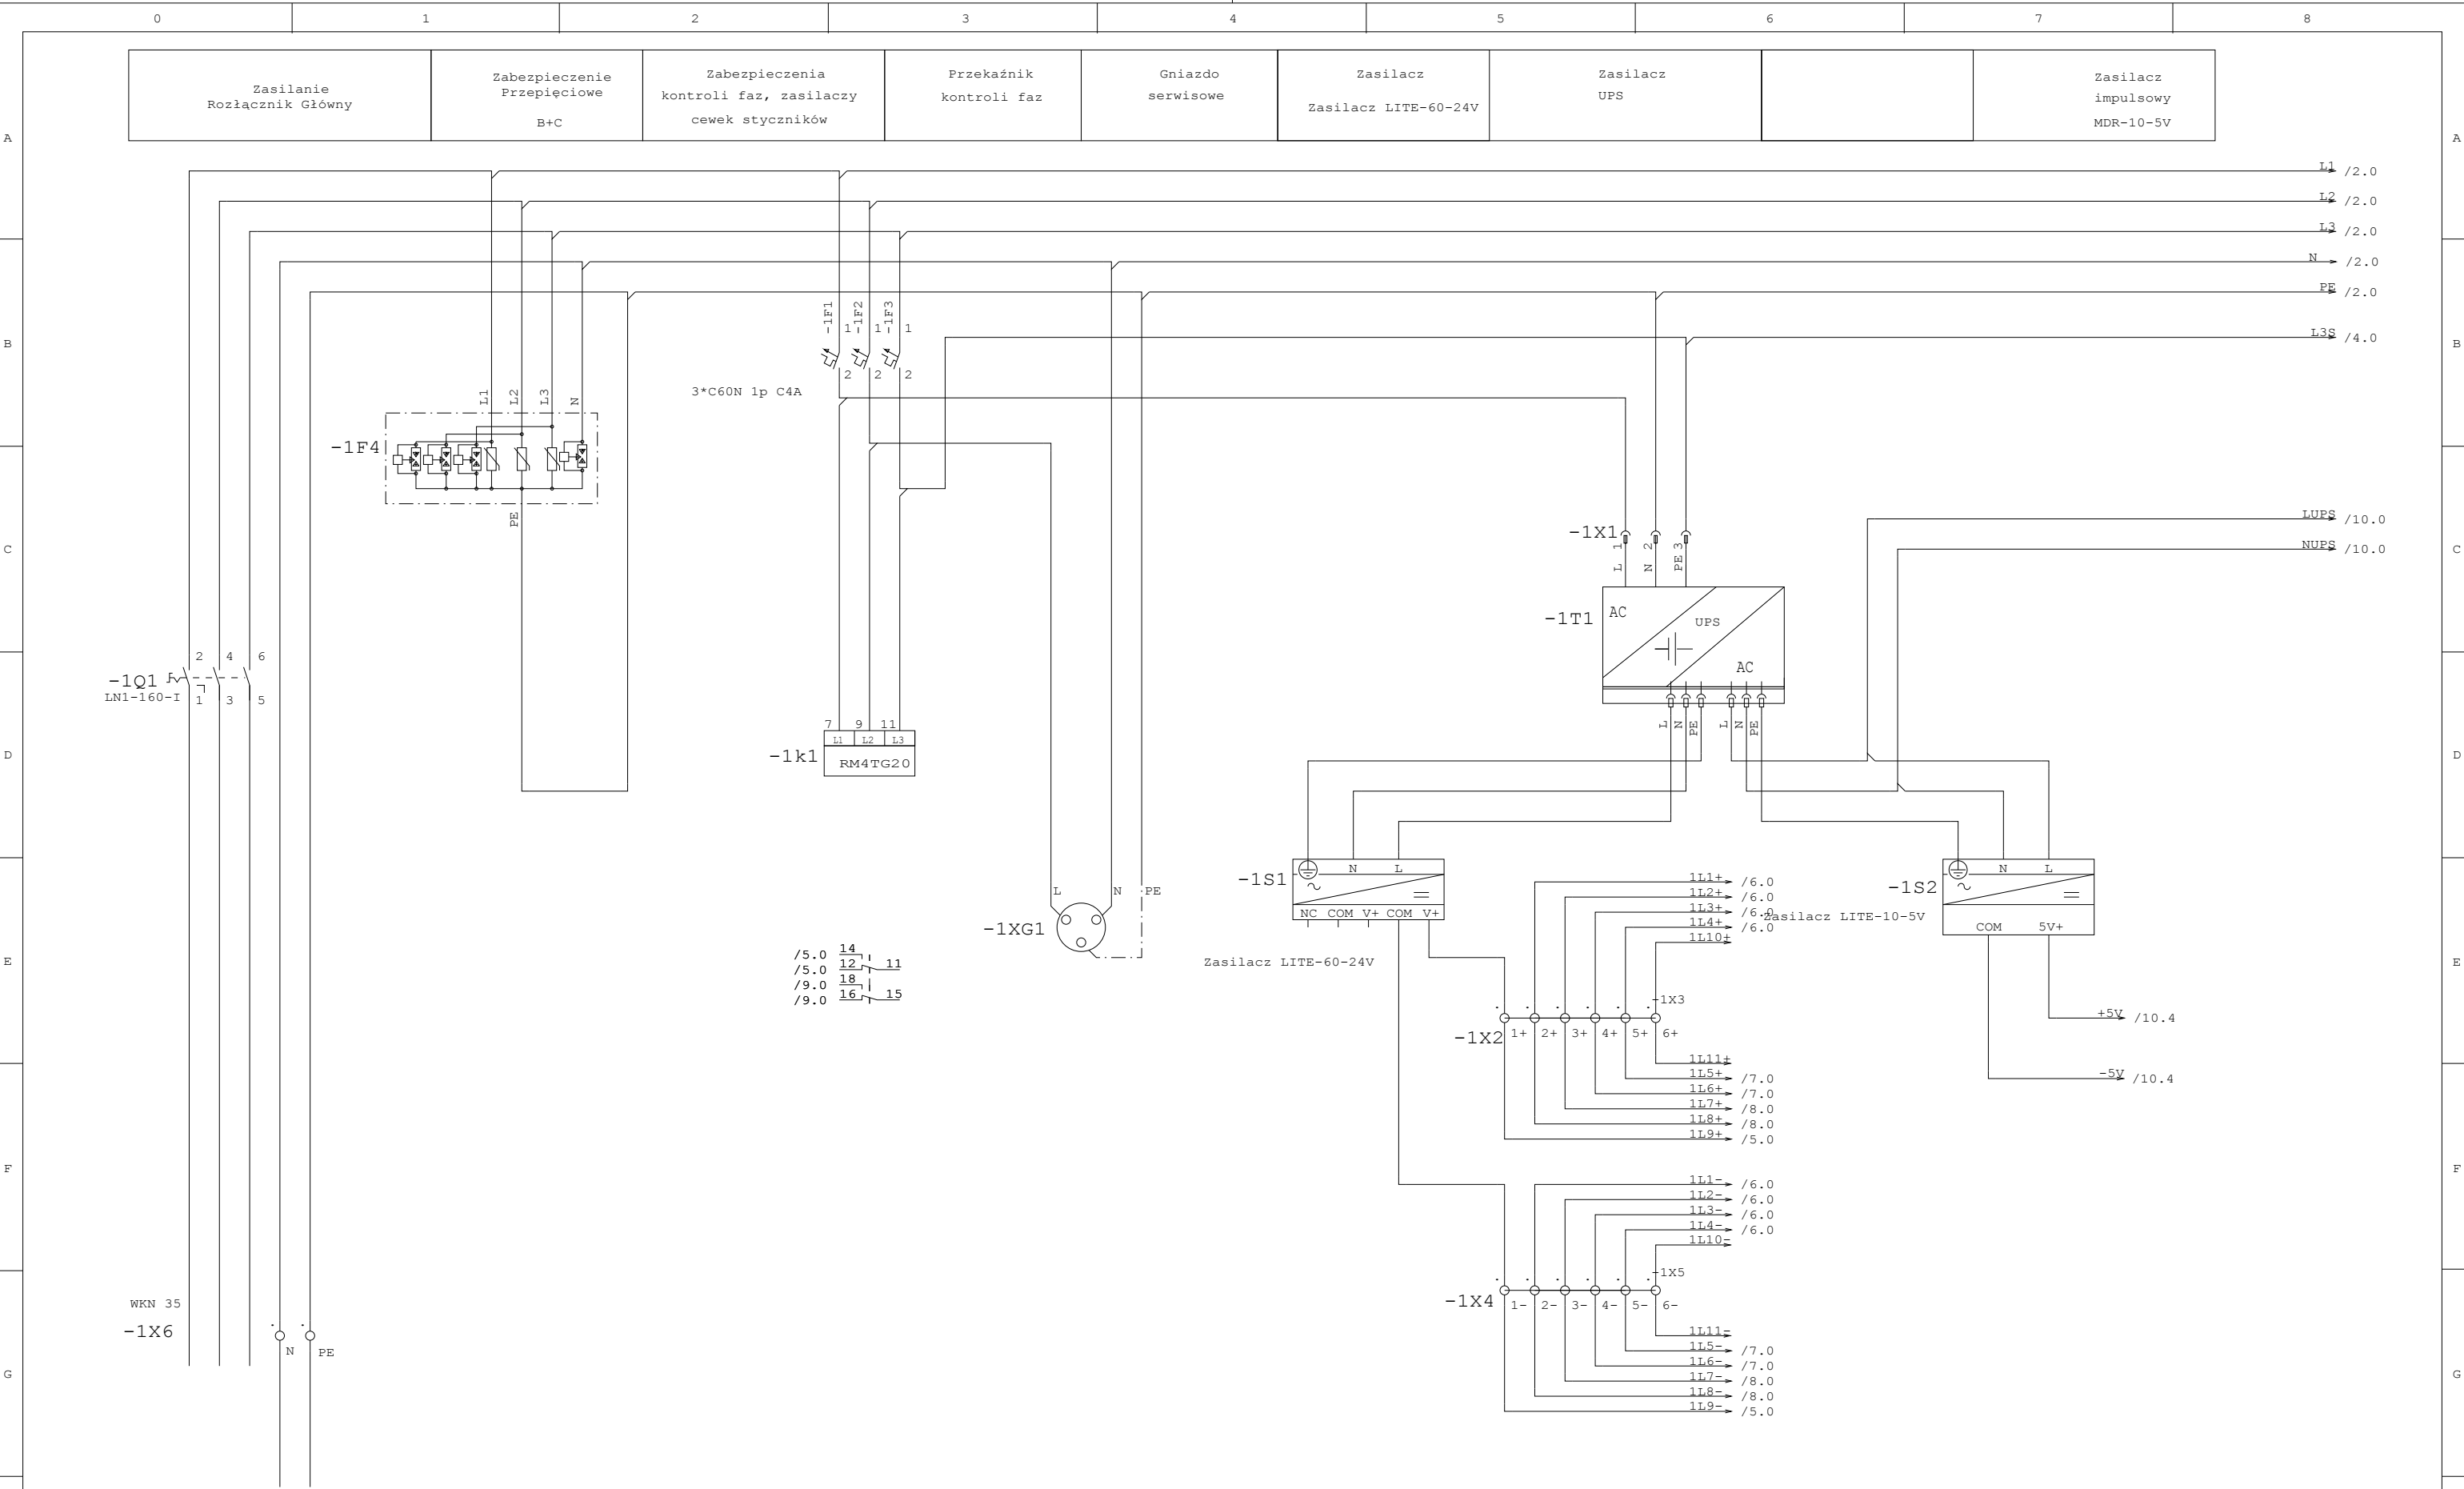 0 1 2 3 4 5 6 7 8
Zasilanie
Rozłącznik Główny
Zabezpieczenie
Przepięciowe
B+C
Zabezpieczenia
kontroli faz, zasilaczy
cewek styczników
Przekaźnik
kontroli faz
Gniazdo
serwisowe
Zasilacz
Zasilacz LITE-60-24V
Zasilacz
UPS
Zasilacz
impulsowy
MDR-10-5V
A A
L1 /2.0
L2 /2.0
L3 /2.0
N /2.0
PE /2.0
B B
L3S /4.0
-1F1 -1F2 -1F3
1 1 1
2 2 2
3*C60N 1p C4A
L1 L2 L3 N
-1F4
PE
C C
LUPS /10.0
NUPS /10.0
-1X1
1 2 3
L N PE
-1T1
AC
UPS
AC
L N PE L N PE
2 4 6
-1Q1
LN1-160-I
1 3 5
D D
7 9 11
L1 L2 L3
-1k1
RM4TG20
L N PE
-1XG1
-1S1
N L
NC COM V+ COM V+
Zasilacz LITE-60-24V
1L1+ /6.0
1L2+ /6.0
1L3+ /6.0
1L4+ /6.0
1L10+
-1S2
N L
Zasilacz LITE-10-5V
COM 5V+
E E
/5.0 14
/5.0 12 11
/9.0 18
/9.0 16 15
-1X3
-1X2
1+ 2+ 3+ 4+ 5+ 6+
+5V /10.4
-5V /10.4
1L11+
1L5+ /7.0
1L6+ /7.0
1L7+ /8.0
1L8+ /8.0
1L9+ /5.0
F F
1L1- /6.0
1L2- /6.0
1L3- /6.0
1L4- /6.0
1L10-
-1X5
-1X4
1- 2- 3- 4- 5- 6-
WKN 35
-1X6
N PE
1L11-
1L5- /7.0
1L6- /7.0
1L7- /8.0
1L8- /8.0
1L9- /5.0
G G